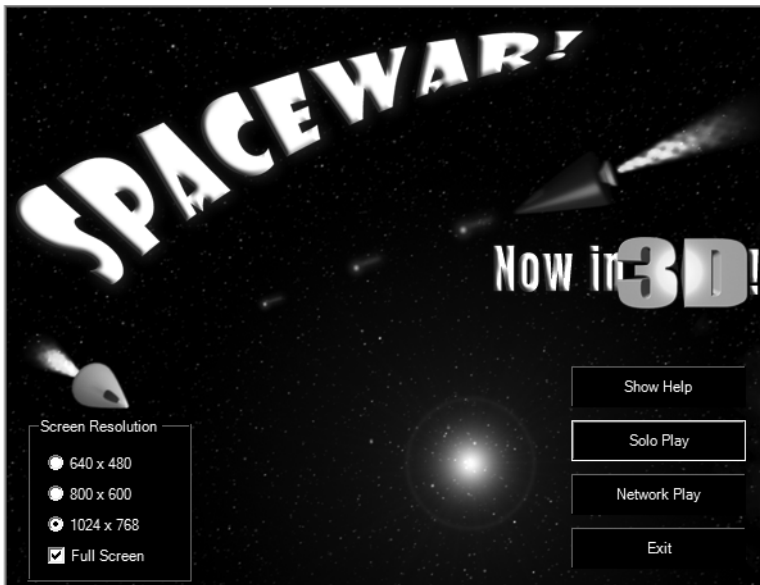 SPACEWAR!
Now in 3D!
Screen Resolution
640 x 480
800 x 600
1024 x 768
Full Screen
Show Help
Solo Play
Network Play
Exit